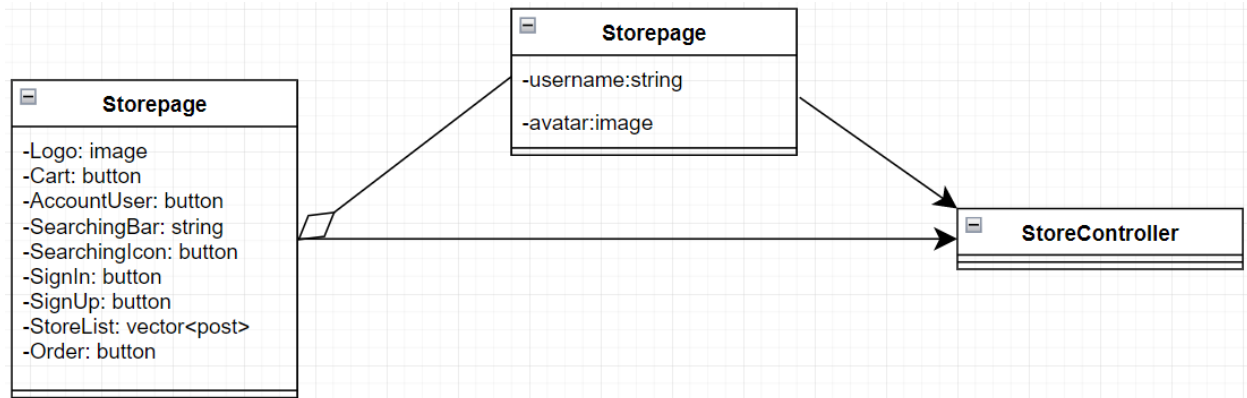 Storepage
-Logo: image
-Cart: button
-AccountUser: button
-SearchingBar: string
-SearchingIcon: button
-SignIn: button
-SignUp: button
-StoreList: vector<post>
-Order: button
Storepage
-username:string
-avatar:image
StoreController